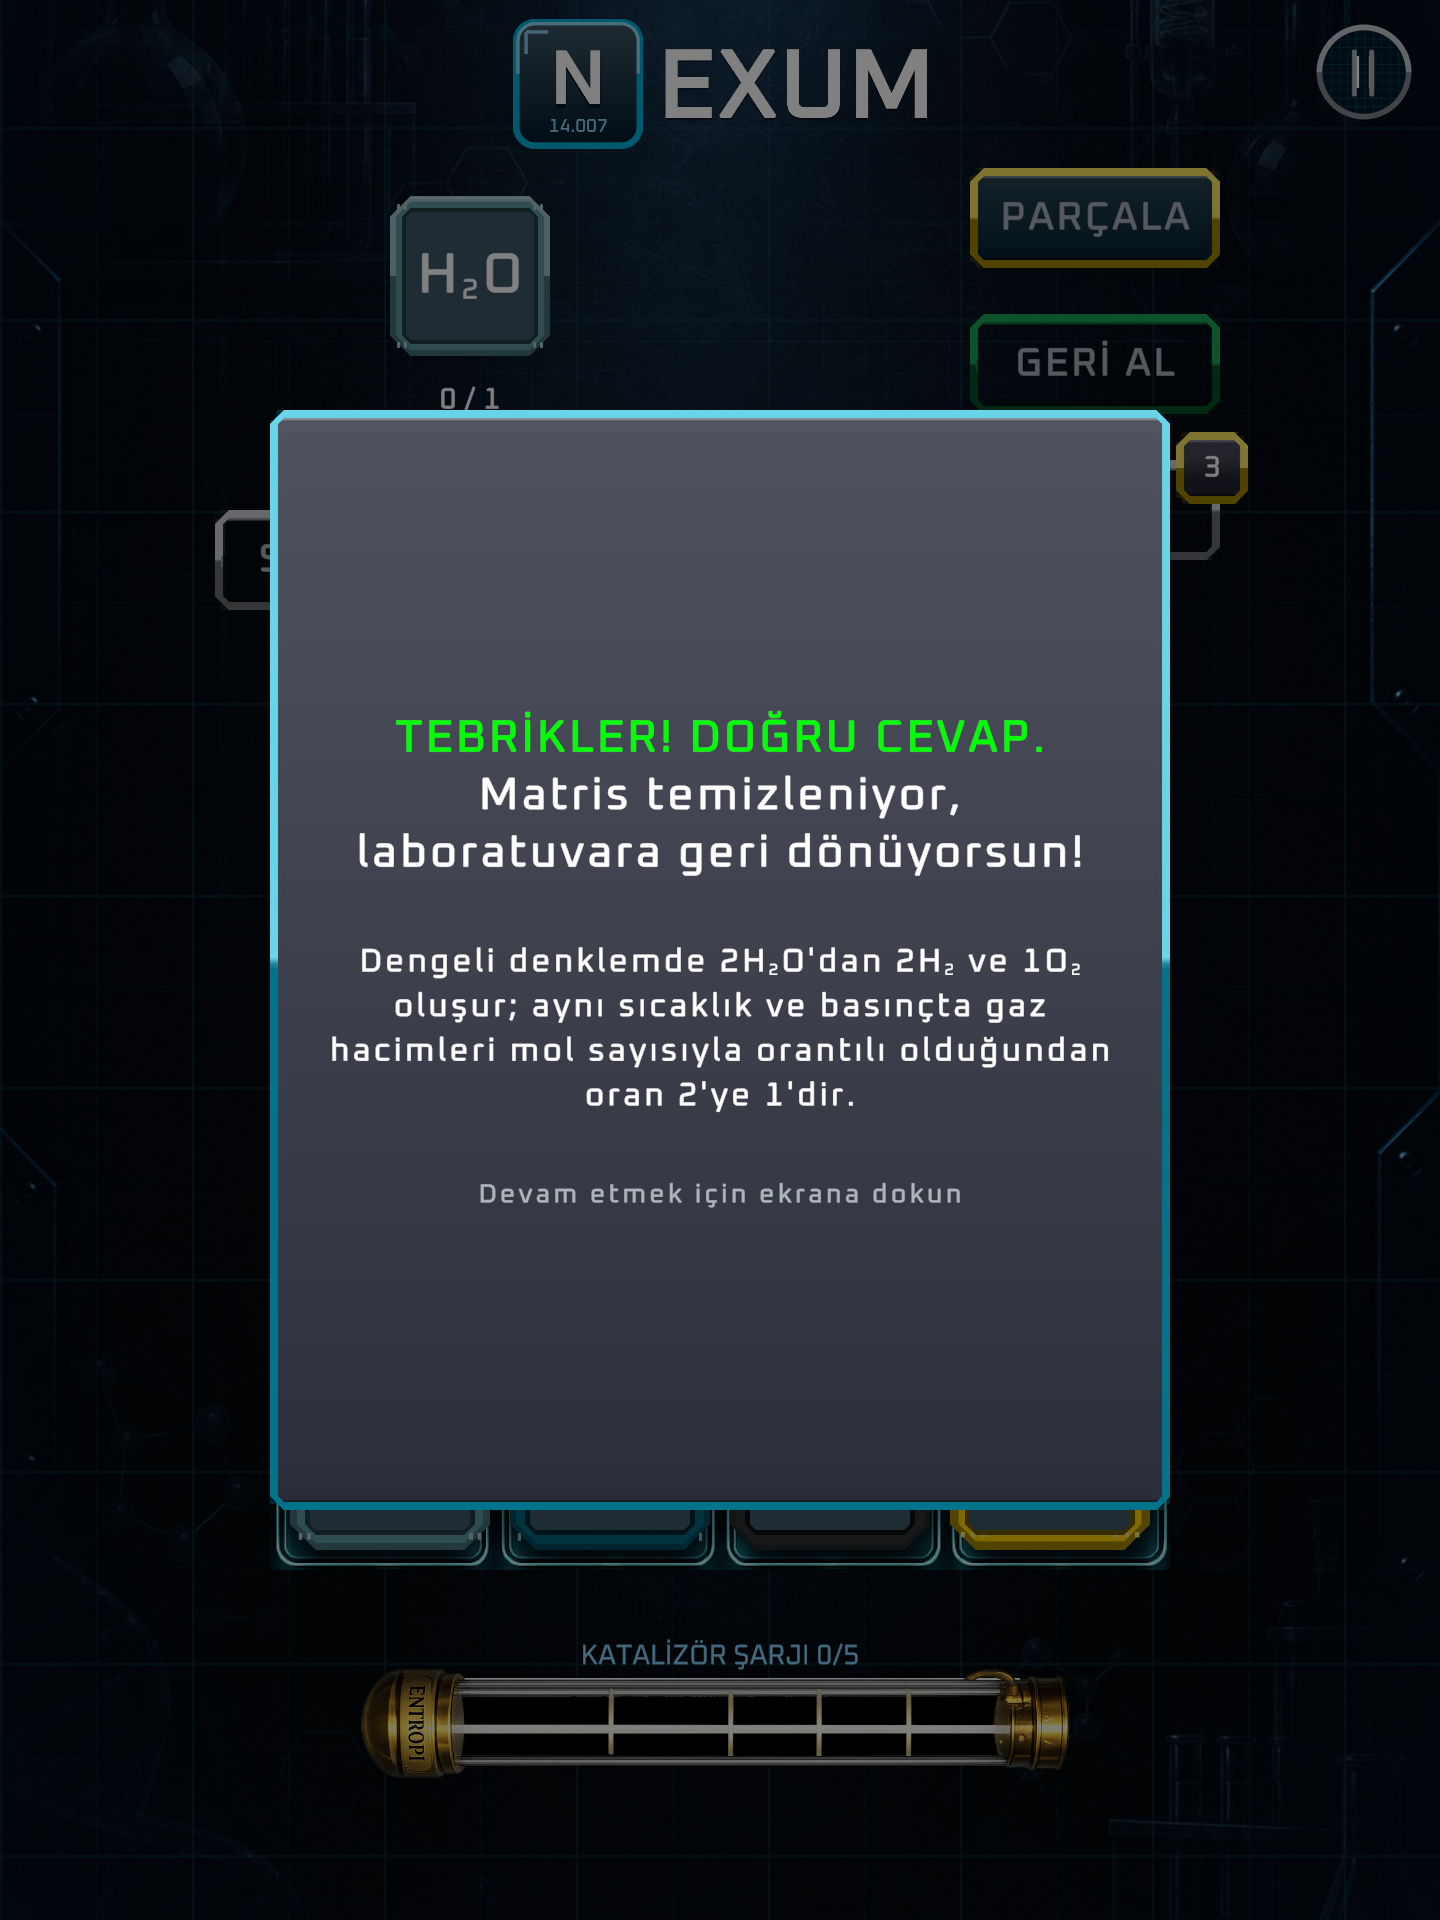 N EXUM
14.007
PARÇALA
H₂O
GERİ AL
0/1
3
TEBRİKLER! DOĞRU CEVAP.
Matris temizleniyor,
laboratuvara geri dönüyorsun!
Dengeli denklemde 2H₂O'dan 2H₂ ve 1O₂
oluşur; aynı sıcaklık ve basınçta gaz
hacimleri mol sayısıyla orantılı olduğundan
oran 2'ye 1'dir.
Devam etmek için ekrana dokun
KATALİZÖR ŞARJI 0/5
ENTROPI